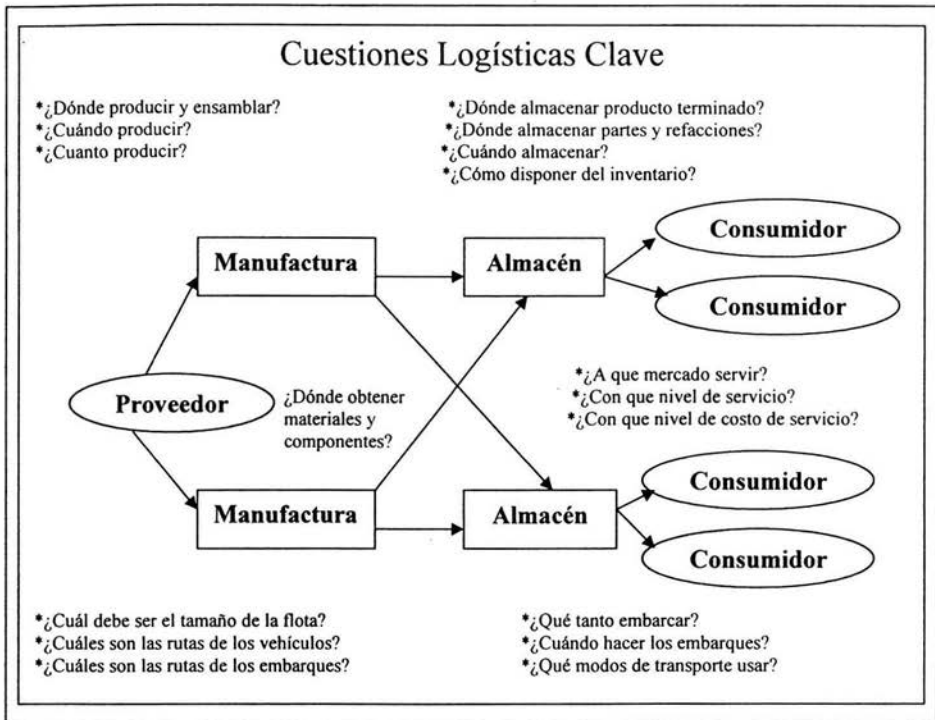 Cuestiones Logísticas Clave
*¿Dónde producir y ensamblar?
*¿Cuándo producir?
*¿Cuanto producir?
*¿Dónde almacenar producto terminado?
*¿Dónde almacenar partes y refacciones?
*¿Cuándo almacenar?
*¿Cómo disponer del inventario?
Consumidor
Manufactura
Almacén
Consumidor
Proveedor
¿Dónde obtener
materiales y
componentes?
*¿A que mercado servir?
*¿Con que nivel de servicio?
*¿Con que nivel de costo de servicio?
Consumidor
Manufactura
Almacén
Consumidor
*¿Cuál debe ser el tamaño de la flota?
*¿Cuáles son las rutas de los vehículos?
*¿Cuáles son las rutas de los embarques?
*¿Qué tanto embarcar?
*¿Cuándo hacer los embarques?
*¿Qué modos de transporte usar?